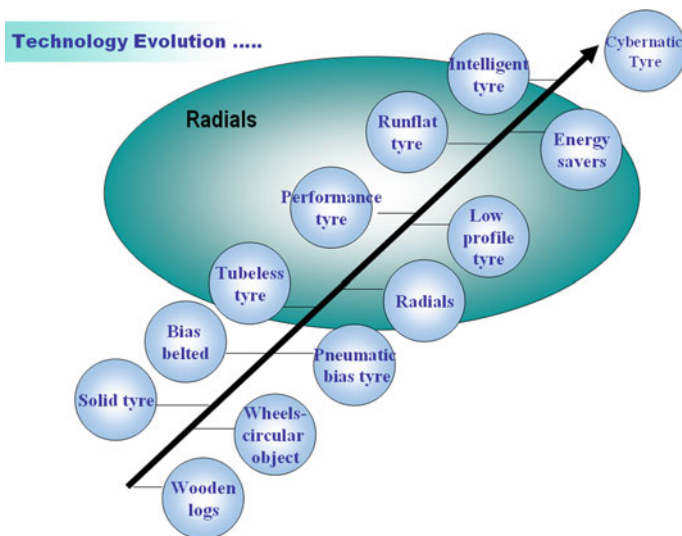 Technology Evolution .....
Cybernatic
Tyre
Intelligent
tyre
Radials
Runflat
tyre
Energy
savers
Performance
tyre
Low
profile
tyre
Tubeless
tyre
Radials
Bias
belted
Pneumatic
bias tyre
Solid tyre
Wheels-
circular
object
Wooden
logs